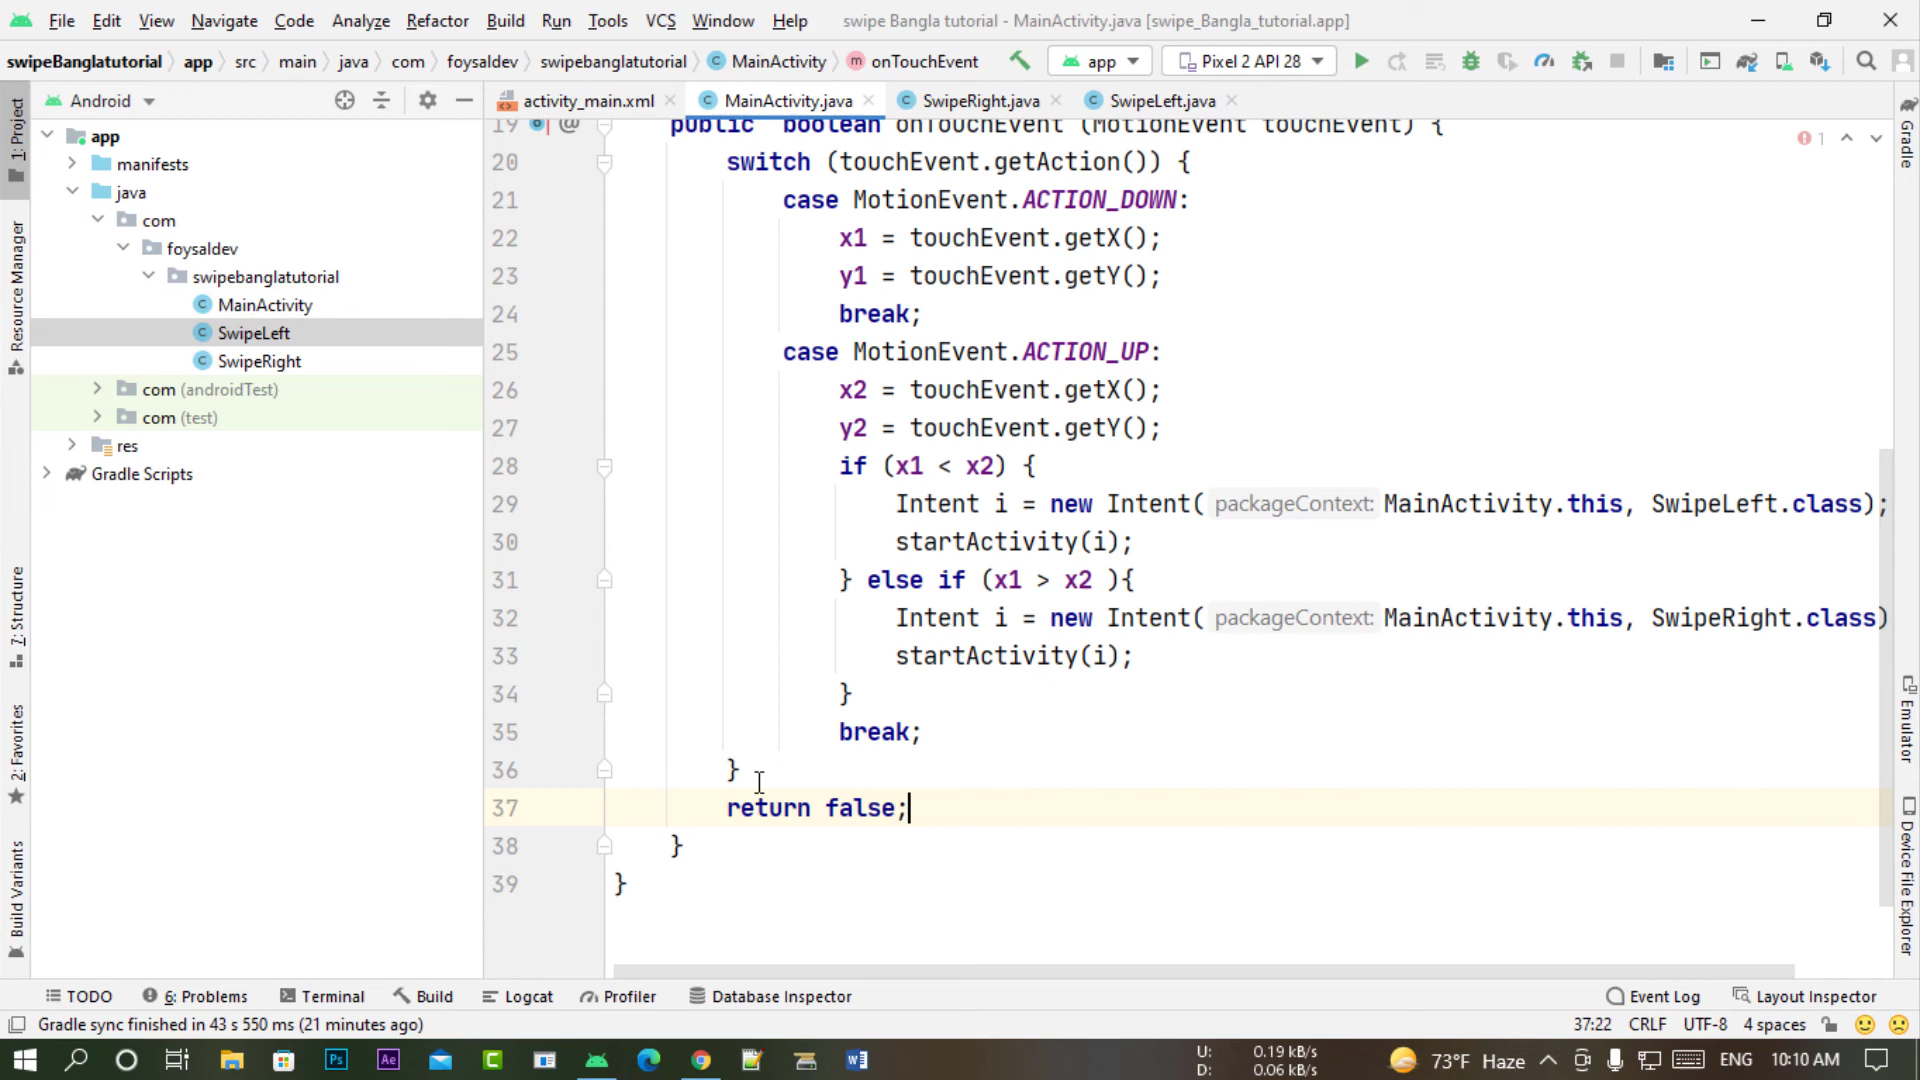 File Edit View Navigate Code Analyze Refactor Build Run Tools VCS Window Help swipe Bangla tutorial - MainActivity.java [swipe_Bangla_tutorial.app]
swipeBanglatutorial app src main java com foysaldev swipebanglatutorial MainActivity onTouchEvent app Pixel 2 API 28
Android
activity_main.xml MainActivity.java SwipeRight.java SwipeLeft.java
1: Project
Resource Manager
7: Structure
2: Favorites
Build Variants
app
manifests
java
com
foysaldev
swipebanglatutorial
MainActivity
SwipeLeft
SwipeRight
com (androidTest)
com (test)
res
Gradle Scripts
19 public boolean onTouchEvent (MotionEvent touchEvent) {
20 switch (touchEvent.getAction()) {
21 case MotionEvent.ACTION_DOWN:
22 x1 = touchEvent.getX();
23 y1 = touchEvent.getY();
24 break;
25 case MotionEvent.ACTION_UP:
26 x2 = touchEvent.getX();
27 y2 = touchEvent.getY();
28 if (x1 < x2) {
29 Intent i = new Intent( packageContext: MainActivity.this, SwipeLeft.class);
30 startActivity(i);
31 } else if (x1 > x2 ){
32 Intent i = new Intent( packageContext: MainActivity.this, SwipeRight.class)
33 startActivity(i);
34 }
35 break;
36 }
37 return false;
38 }
39 }
1
Gradle
Emulator
Device File Explorer
TODO 6: Problems Terminal Build Logcat Profiler Database Inspector Event Log Layout Inspector
Gradle sync finished in 43 s 550 ms (21 minutes ago) 37:22 CRLF UTF-8 4 spaces
U: 0.19 kB/s
D: 0.06 kB/s
73°F Haze ENG 10:10 AM